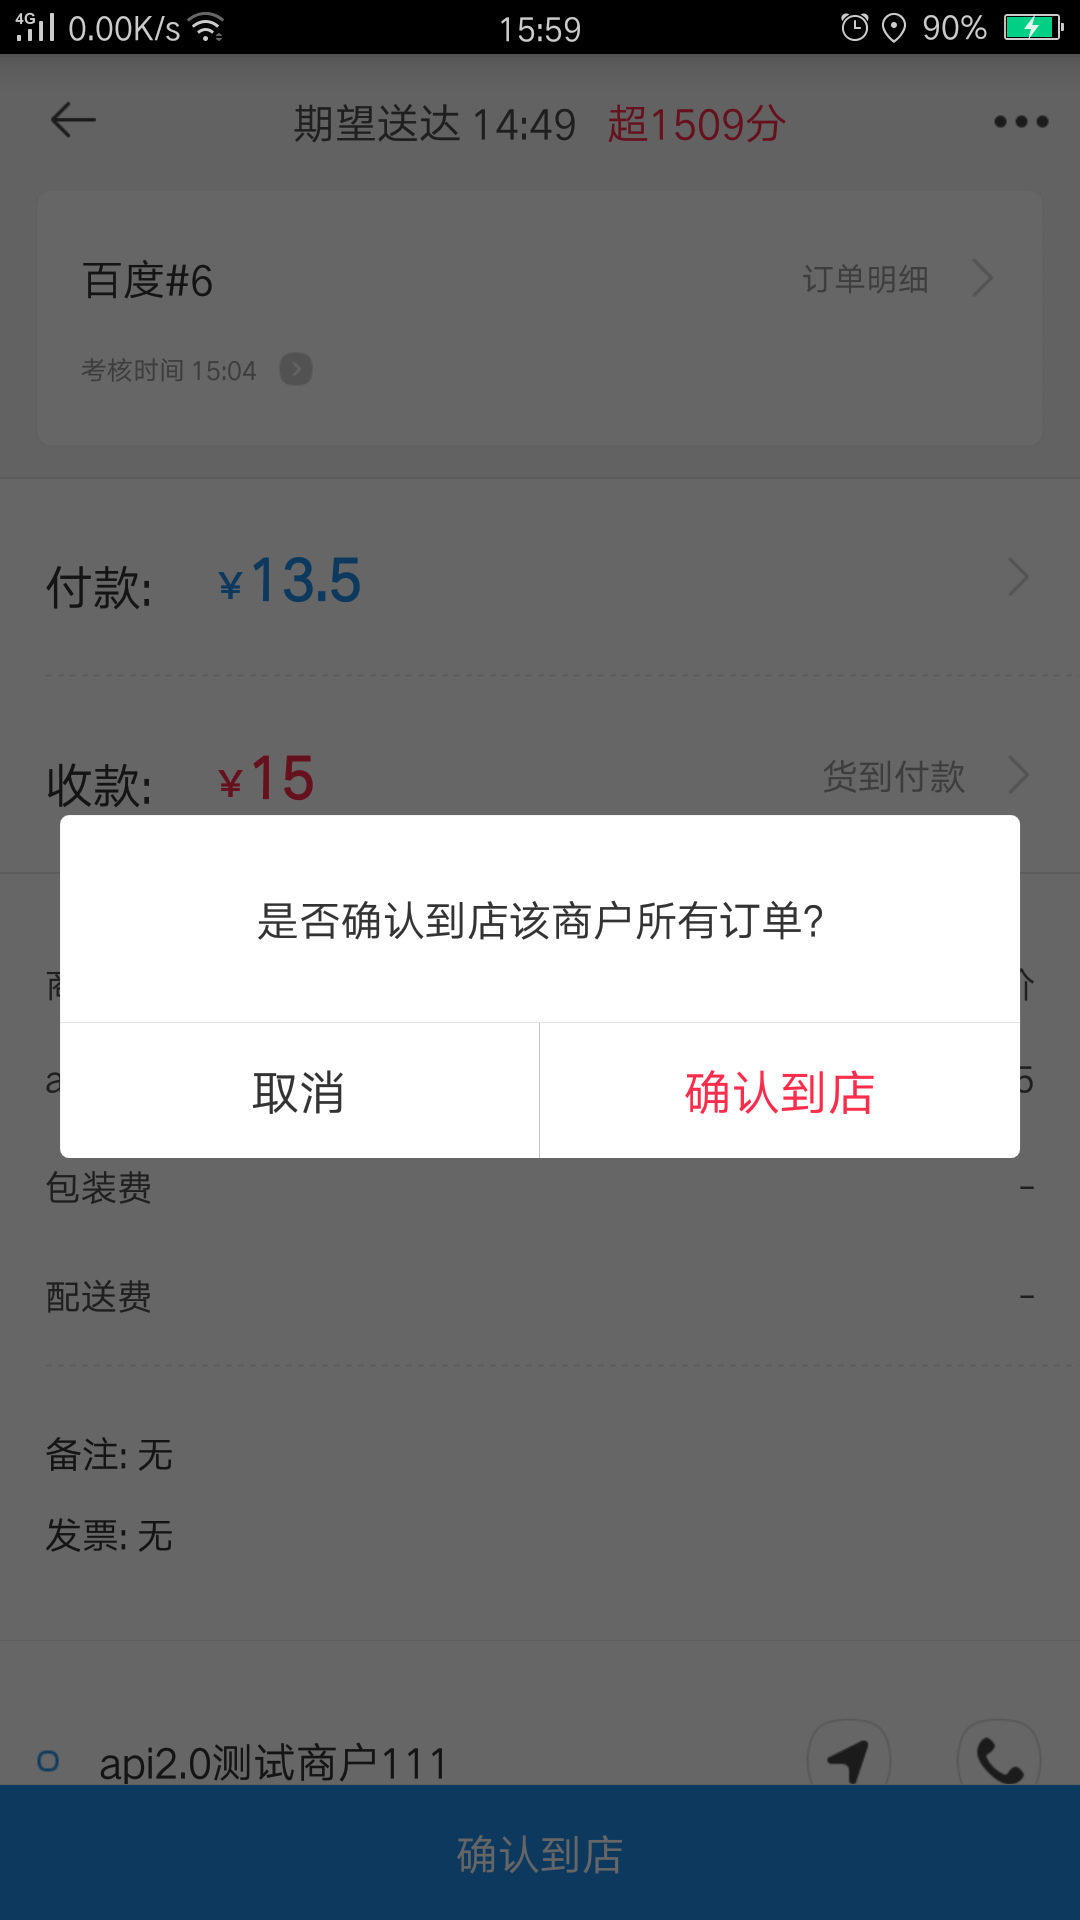 4G 0.00K/s 15:59 90%
期望送达 14:49 超1509分
百度#6 订单明细
考核时间 15:04
付款: ¥13.5
收款: ¥15 货到付款
是否确认到店该商户所有订单?
取消 确认到店
包装费 -
配送费 -
备注: 无
发票: 无
api2.0测试商户111
确认到店